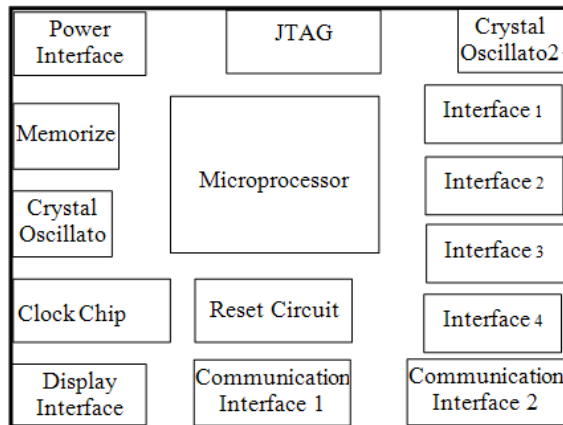 Power
Interface
JTAG
Crystal
Oscillato2
Memorize
Microprocessor
Interface 1
Interface 2
Crystal
Oscillato
Interface 3
Clock Chip
Reset Circuit
Interface 4
Display
Interface
Communication
Interface 1
Communication
Interface 2